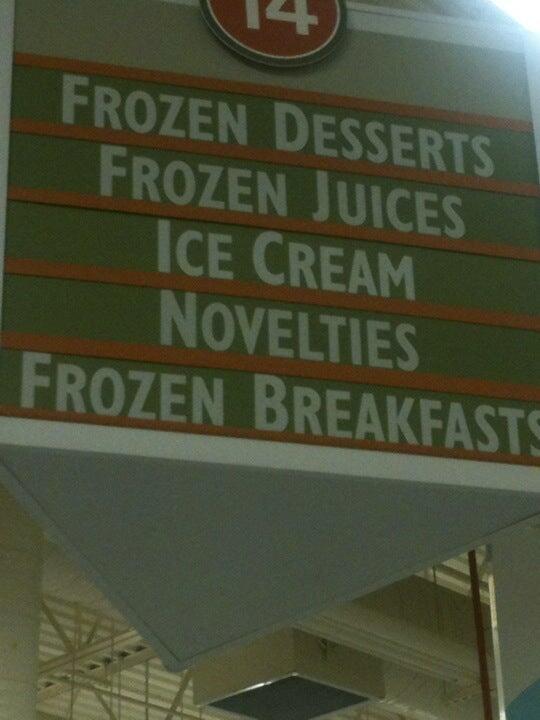 14
Frozen Desserts
Frozen Juices
Ice Cream
Novelties
Frozen Breakfasts